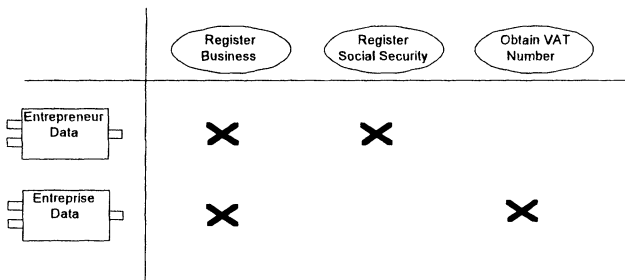 Register
Business
Register
Social Security
Obtain VAT
Number
Entrepreneur
Data
Entreprise
Data